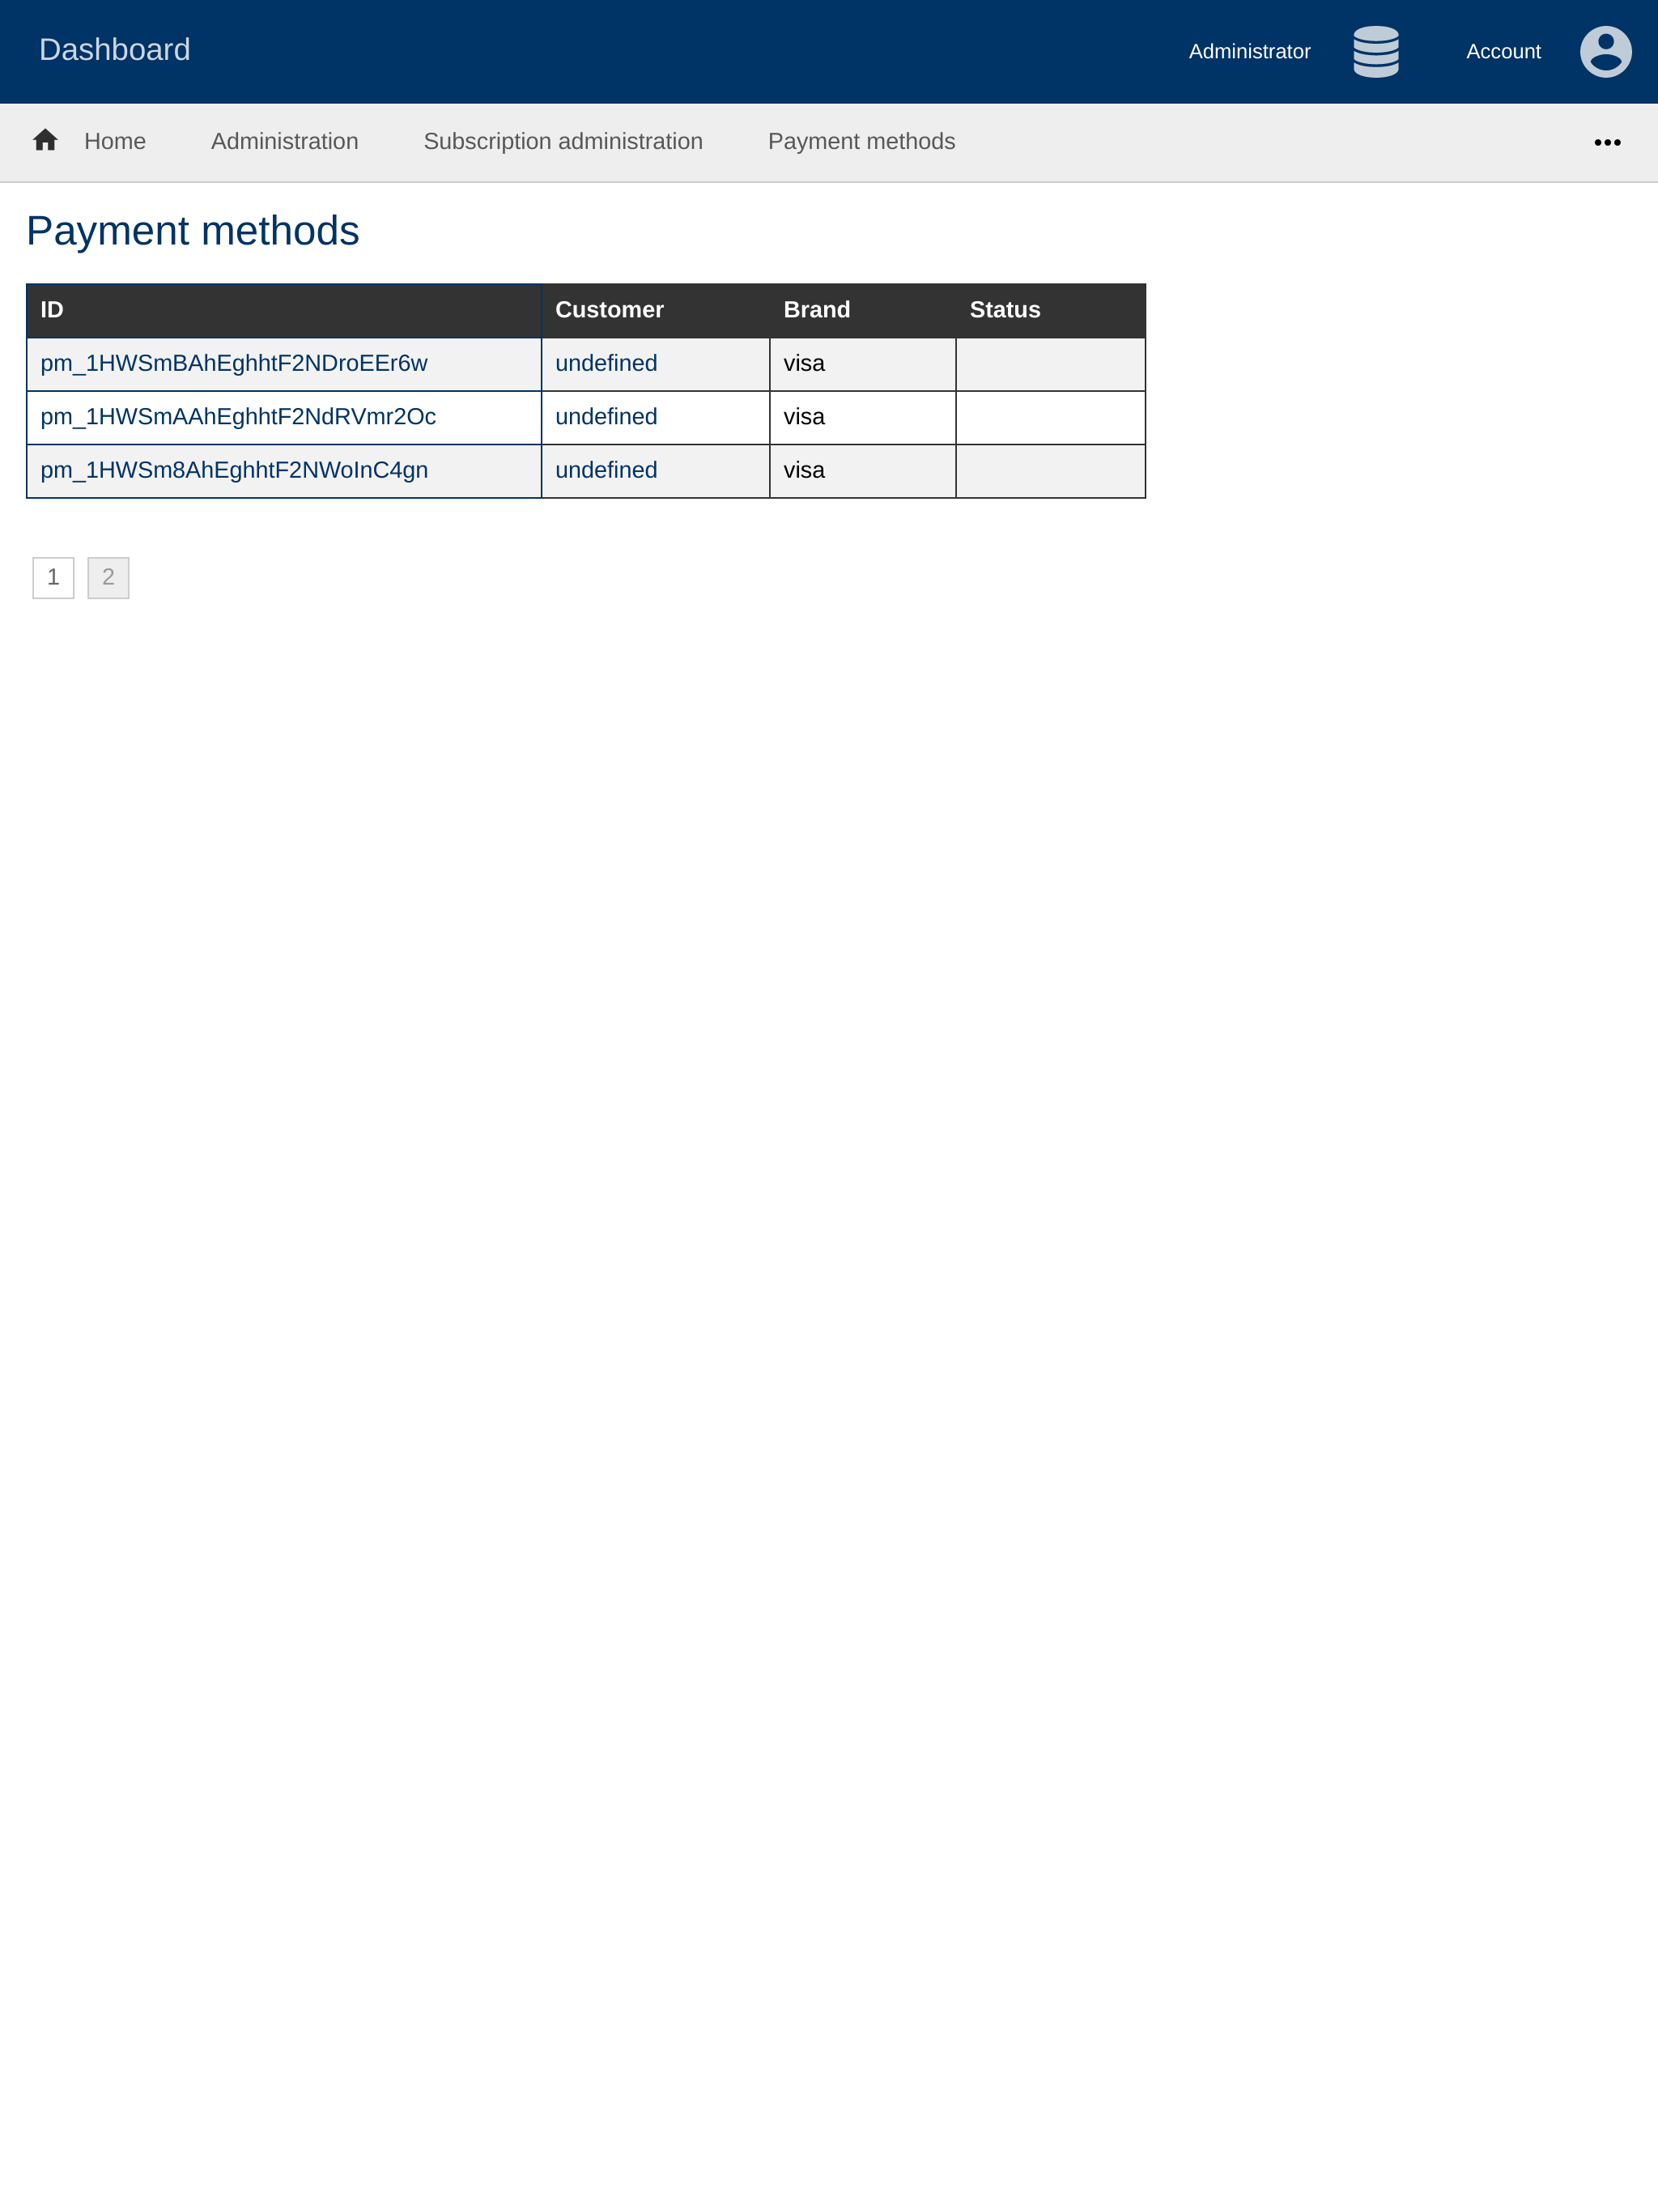 Dashboard Administrator Account
Home Administration Subscription administration Payment methods •••
Payment methods
ID Customer Brand Status
pm_1HWSmBAhEghhtF2NDroEEr6w undefined visa
pm_1HWSmAAhEghhtF2NdRVmr2Oc undefined visa
pm_1HWSm8AhEghhtF2NWoInC4gn undefined visa
1 2